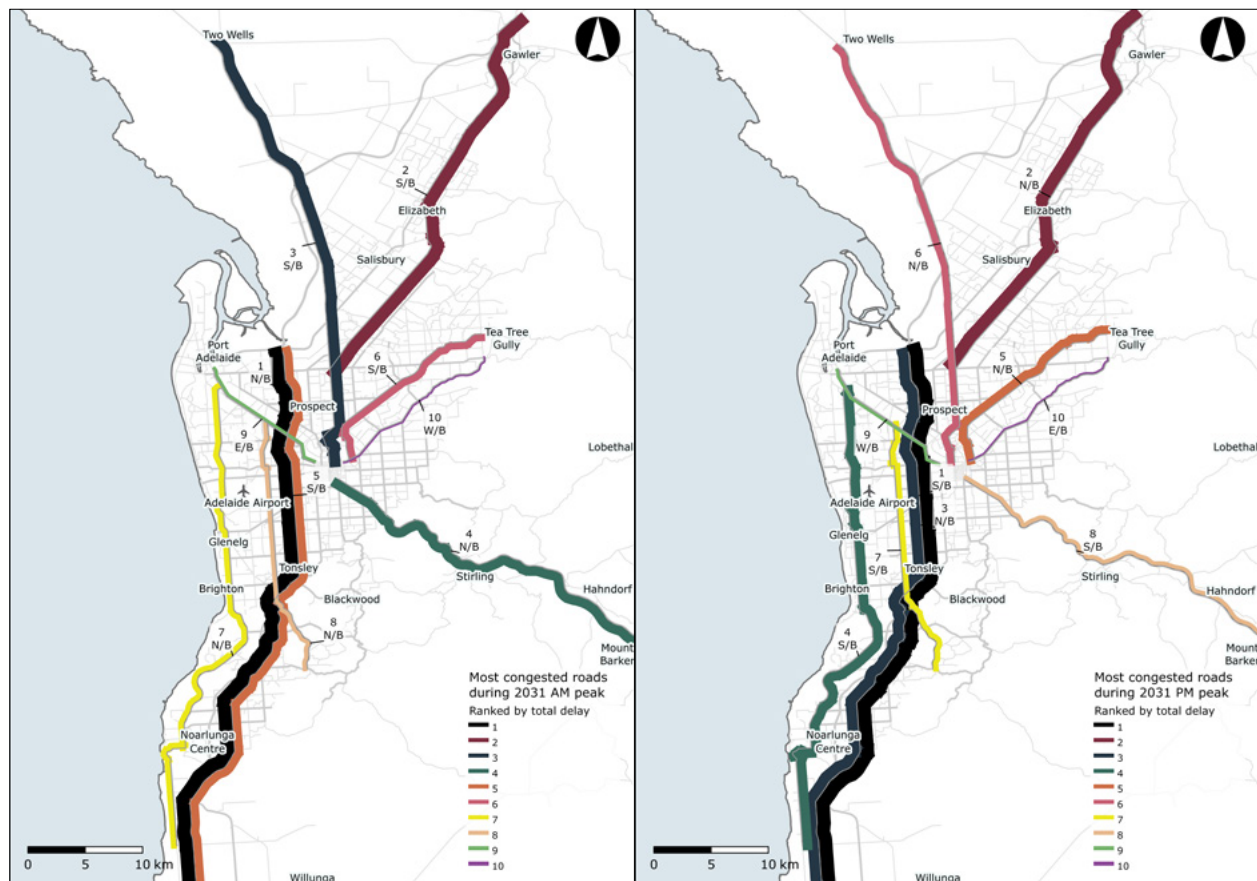 Two Wells
Gawler
2
S/B
Elizabeth
3
S/B
Salisbury
Tea Tree
Gully
Port
Adelaide
1
N/B
6
S/B
Prospect
10
W/B
9
E/B
Lobethal
5
S/B
Adelaide Airport
Glenelg
4
N/B
Stirling
Tonsley
Hahndorf
Brighton
Blackwood
7
N/B
8
N/B
Mount
Barker
Most congested roads
during 2031 AM peak
Ranked by total delay
1
2
3
4
5
6
7
8
9
10
Noarlunga
Centre
0 5 10 km
Willunga
Two Wells
Gawler
2
N/B
Elizabeth
6
N/B
Salisbury
Tea Tree
Gully
Port
Adelaide
5
N/B
Prospect
10
E/B
9
W/B
Lobethal
1
S/B
Adelaide Airport
3
N/B
Glenelg
7
S/B
8
S/B
Stirling
Tonsley
Hahndorf
Brighton
Blackwood
4
S/B
Mount
Barker
Most congested roads
during 2031 PM peak
Ranked by total delay
1
2
3
4
5
6
7
8
9
10
Noarlunga
Centre
0 5 10 km
Willunga